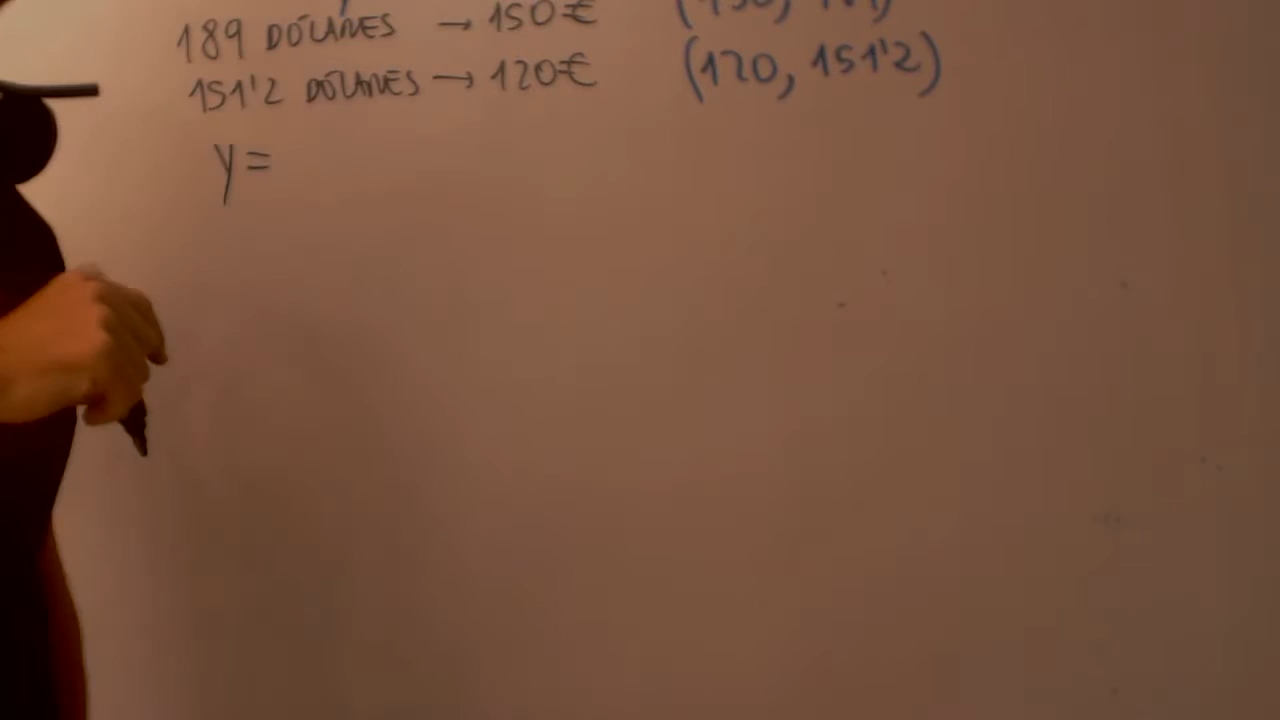 189 DÓLARES → 150€
151'2 DÓLARES → 120€ (120, 151'2)
y=